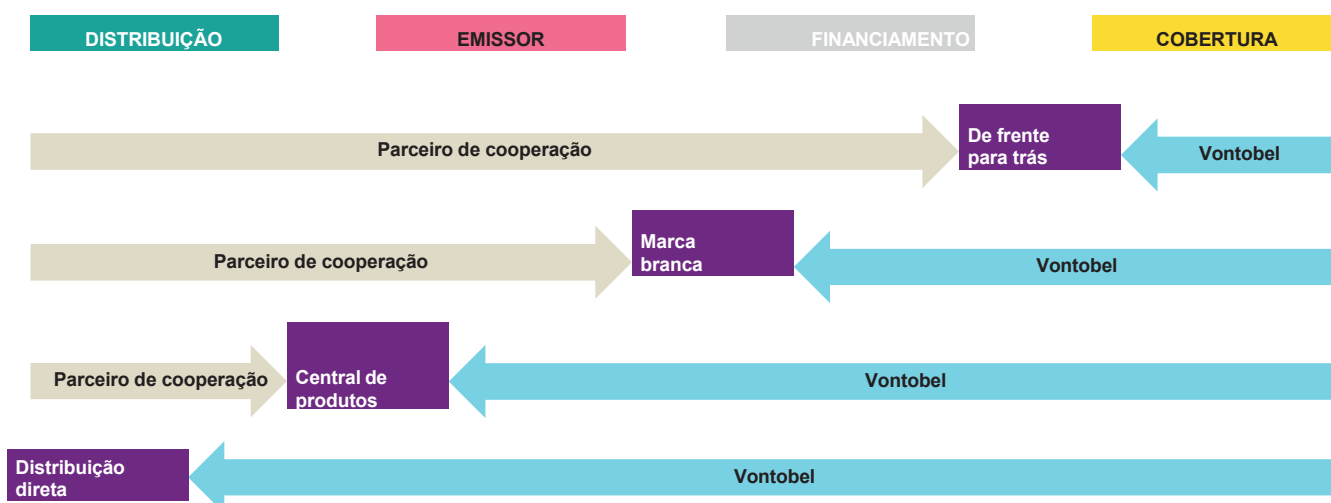 DISTRIBUIÇÃO
EMISSOR
FINANCIAMENTO
COBERTURA
Parceiro de cooperação
De frente
para trás
Vontobel
Parceiro de cooperação
Marca
branca
Vontobel
Parceiro de cooperação
Central de
produtos
Vontobel
Distribuição
direta
Vontobel